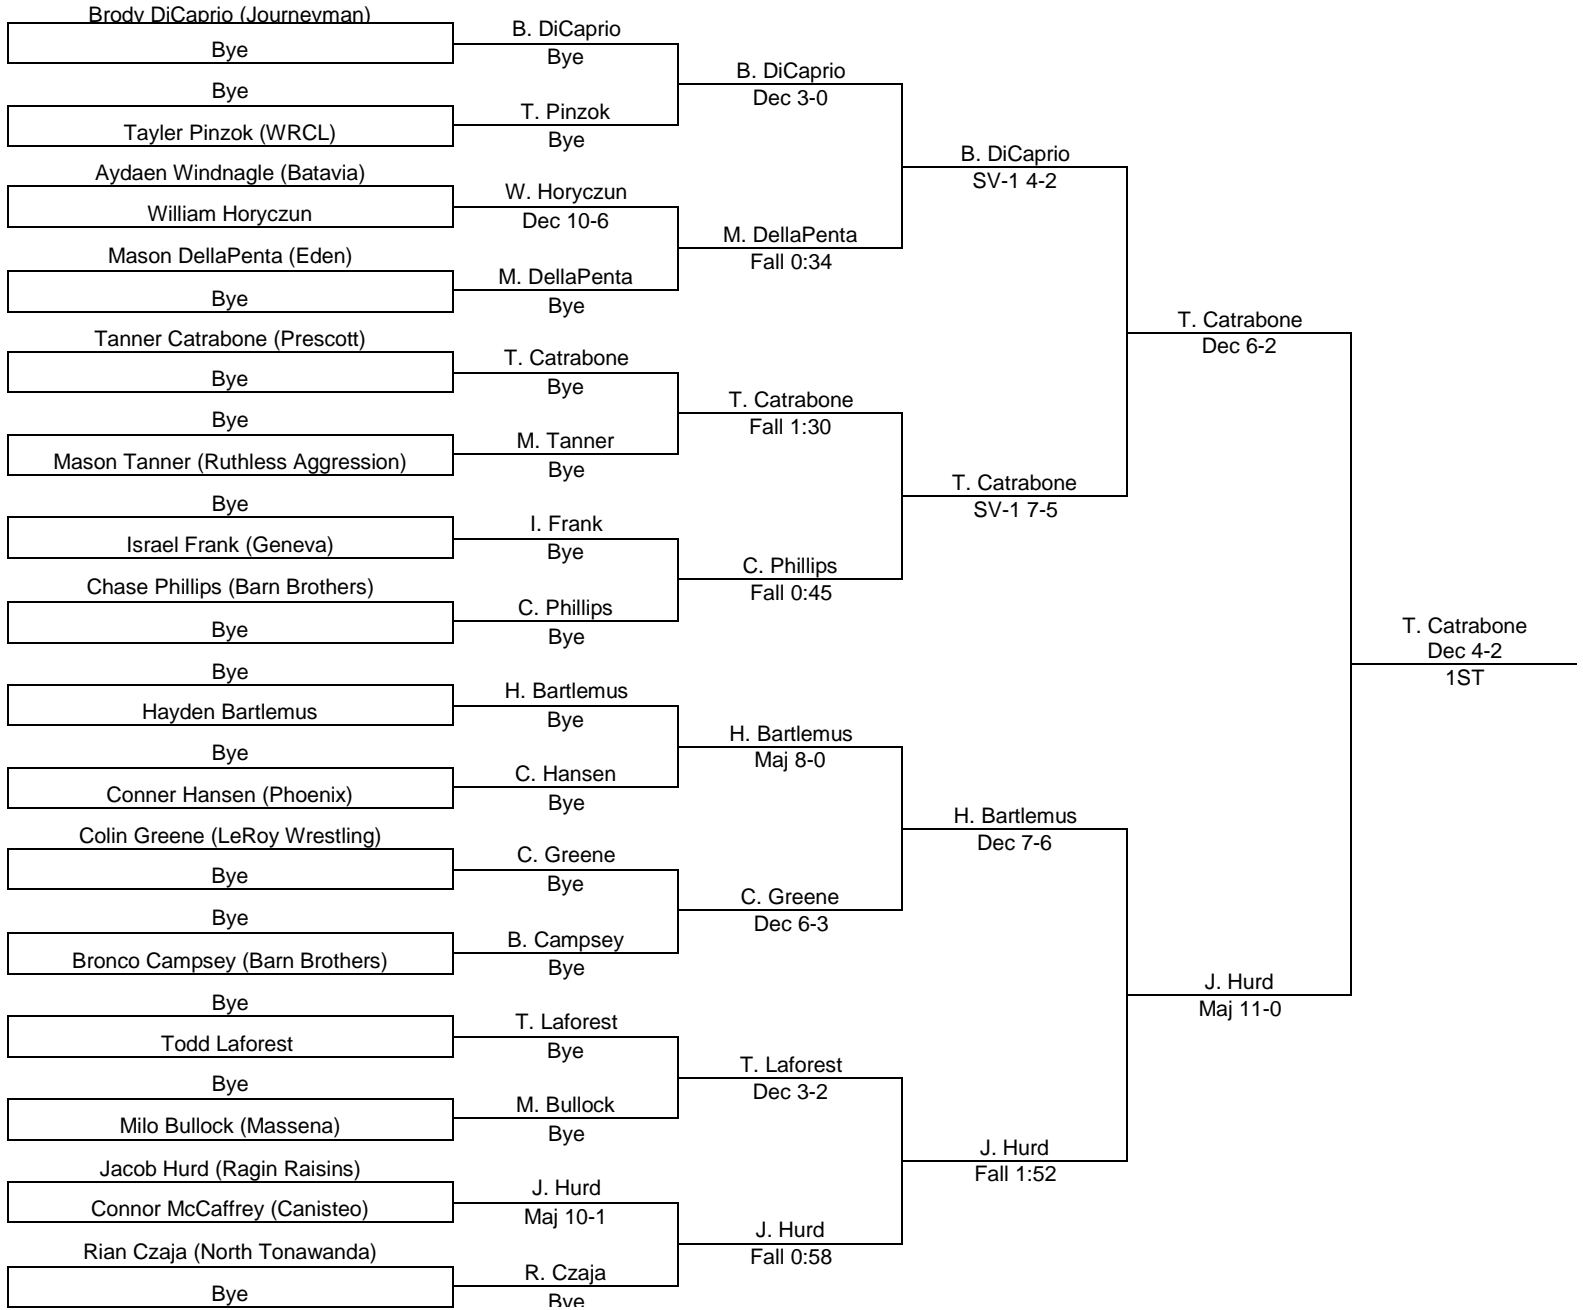 Brody DiCaprio (Journeyman)
Bye
Bye
Tayler Pinzok (WRCL)
Aydaen Windnagle (Batavia)
William Horyczun
Mason DellaPenta (Eden)
Bye
Tanner Catrabone (Prescott)
Bye
Bye
Mason Tanner (Ruthless Aggression)
Bye
Israel Frank (Geneva)
Chase Phillips (Barn Brothers)
Bye
Bye
Hayden Bartlemus
Bye
Conner Hansen (Phoenix)
Colin Greene (LeRoy Wrestling)
Bye
Bye
Bronco Campsey (Barn Brothers)
Bye
Todd Laforest
Bye
Milo Bullock (Massena)
Jacob Hurd (Ragin Raisins)
Connor McCaffrey (Canisteo)
Rian Czaja (North Tonawanda)
Bye
B. DiCaprio
Bye
T. Pinzok
Bye
W. Horyczun
Dec 10-6
M. DellaPenta
Bye
T. Catrabone
Bye
M. Tanner
Bye
I. Frank
Bye
C. Phillips
Bye
H. Bartlemus
Bye
C. Hansen
Bye
C. Greene
Bye
B. Campsey
Bye
T. Laforest
Bye
M. Bullock
Bye
J. Hurd
Maj 10-1
R. Czaja
Bye
B. DiCaprio
Dec 3-0
M. DellaPenta
Fall 0:34
T. Catrabone
Fall 1:30
C. Phillips
Fall 0:45
H. Bartlemus
Maj 8-0
C. Greene
Dec 6-3
T. Laforest
Dec 3-2
J. Hurd
Fall 0:58
B. DiCaprio
SV-1 4-2
T. Catrabone
SV-1 7-5
H. Bartlemus
Dec 7-6
J. Hurd
Fall 1:52
T. Catrabone
Dec 6-2
J. Hurd
Maj 11-0
T. Catrabone
Dec 4-2
1ST